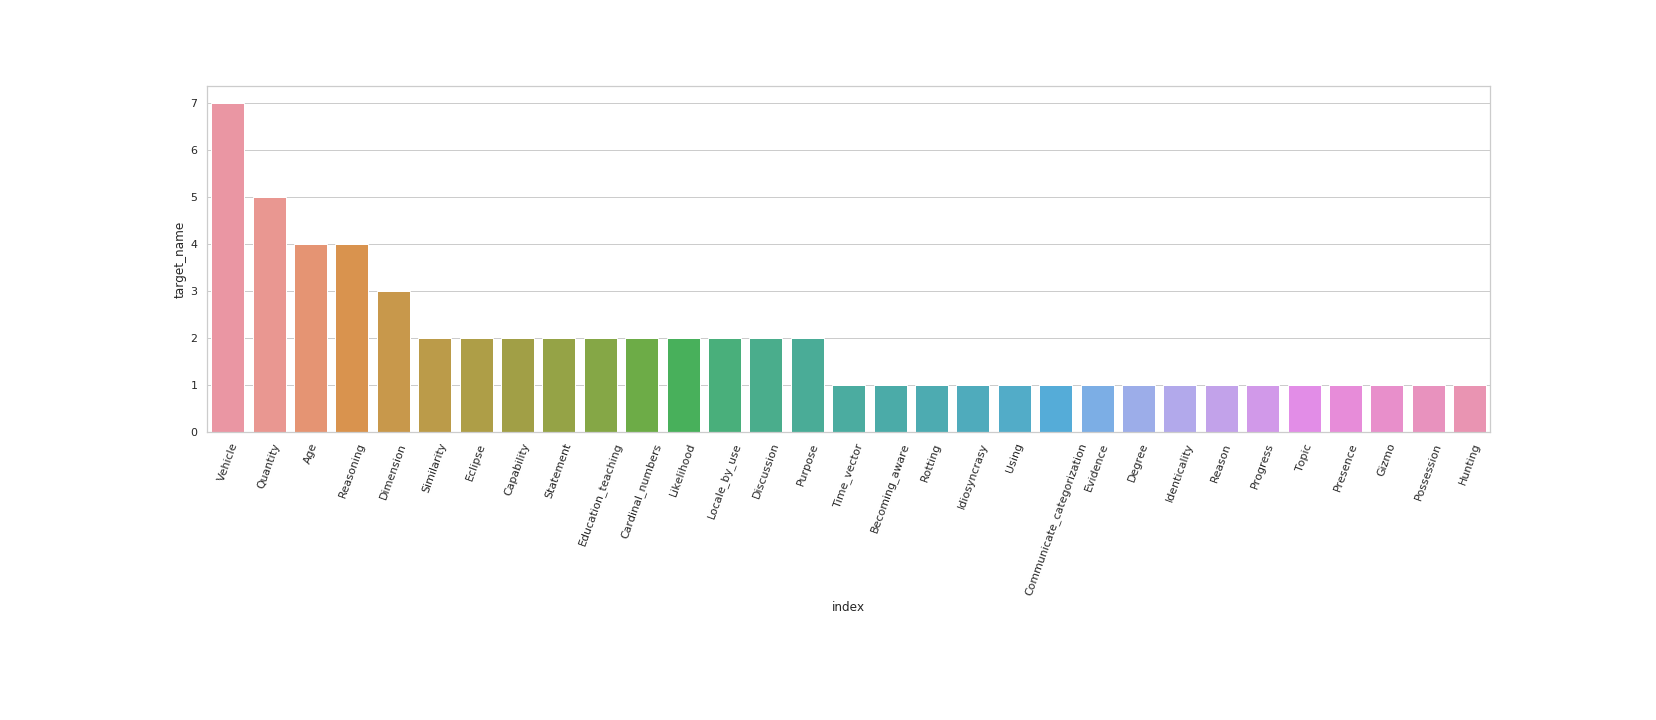 7
6
5
4
3
2
1
0
target_name
Vehicle
Quantity
Age
Reasoning
Dimension
Similarity
Eclipse
Capability
Statement
Education_teaching
Cardinal_numbers
Likelihood
Locale_by_use
Discussion
Purpose
Time_vector
Becoming_aware
Rotting
Idiosyncrasy
Using
Communicate_categorization
Evidence
Degree
Identicality
Reason
Progress
Topic
Presence
Gizmo
Possession
Hunting
index